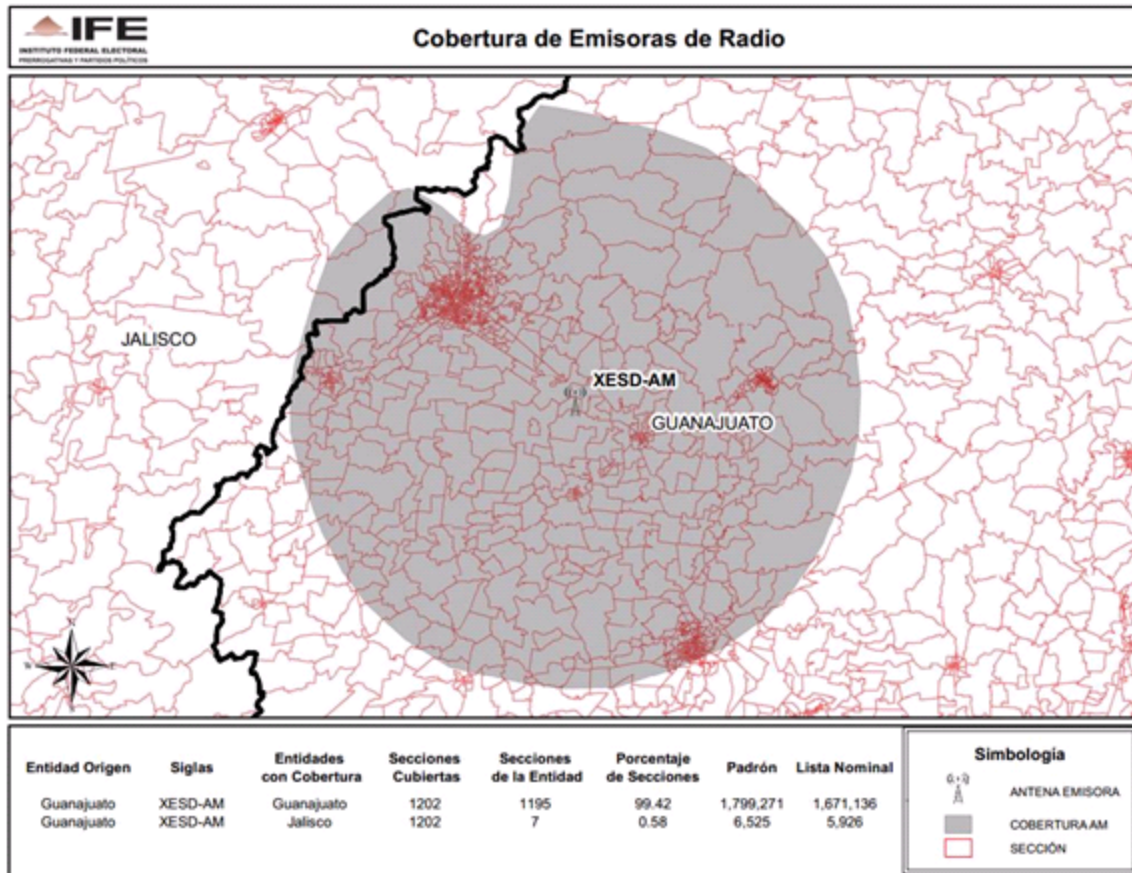 IFE
INSTITUTO FEDERAL ELECTORAL
PRERROGATIVAS Y PARTIDOS POLÍTICOS
Cobertura de Emisoras de Radio
JALISCO
XESD-AM
GUANAJUATO
Entidad Origen Siglas Entidades con Cobertura Secciones Cubiertas Secciones de la Entidad Porcentaje de Secciones Padrón Lista Nominal
Guanajuato XESD-AM Guanajuato 1202 1195 99.42 1,799,271 1,671,136
Guanajuato XESD-AM Jalisco 1202 7 0.58 6,525 5,926
Simbología
ANTENA EMISORA
COBERTURA AM
SECCIÓN